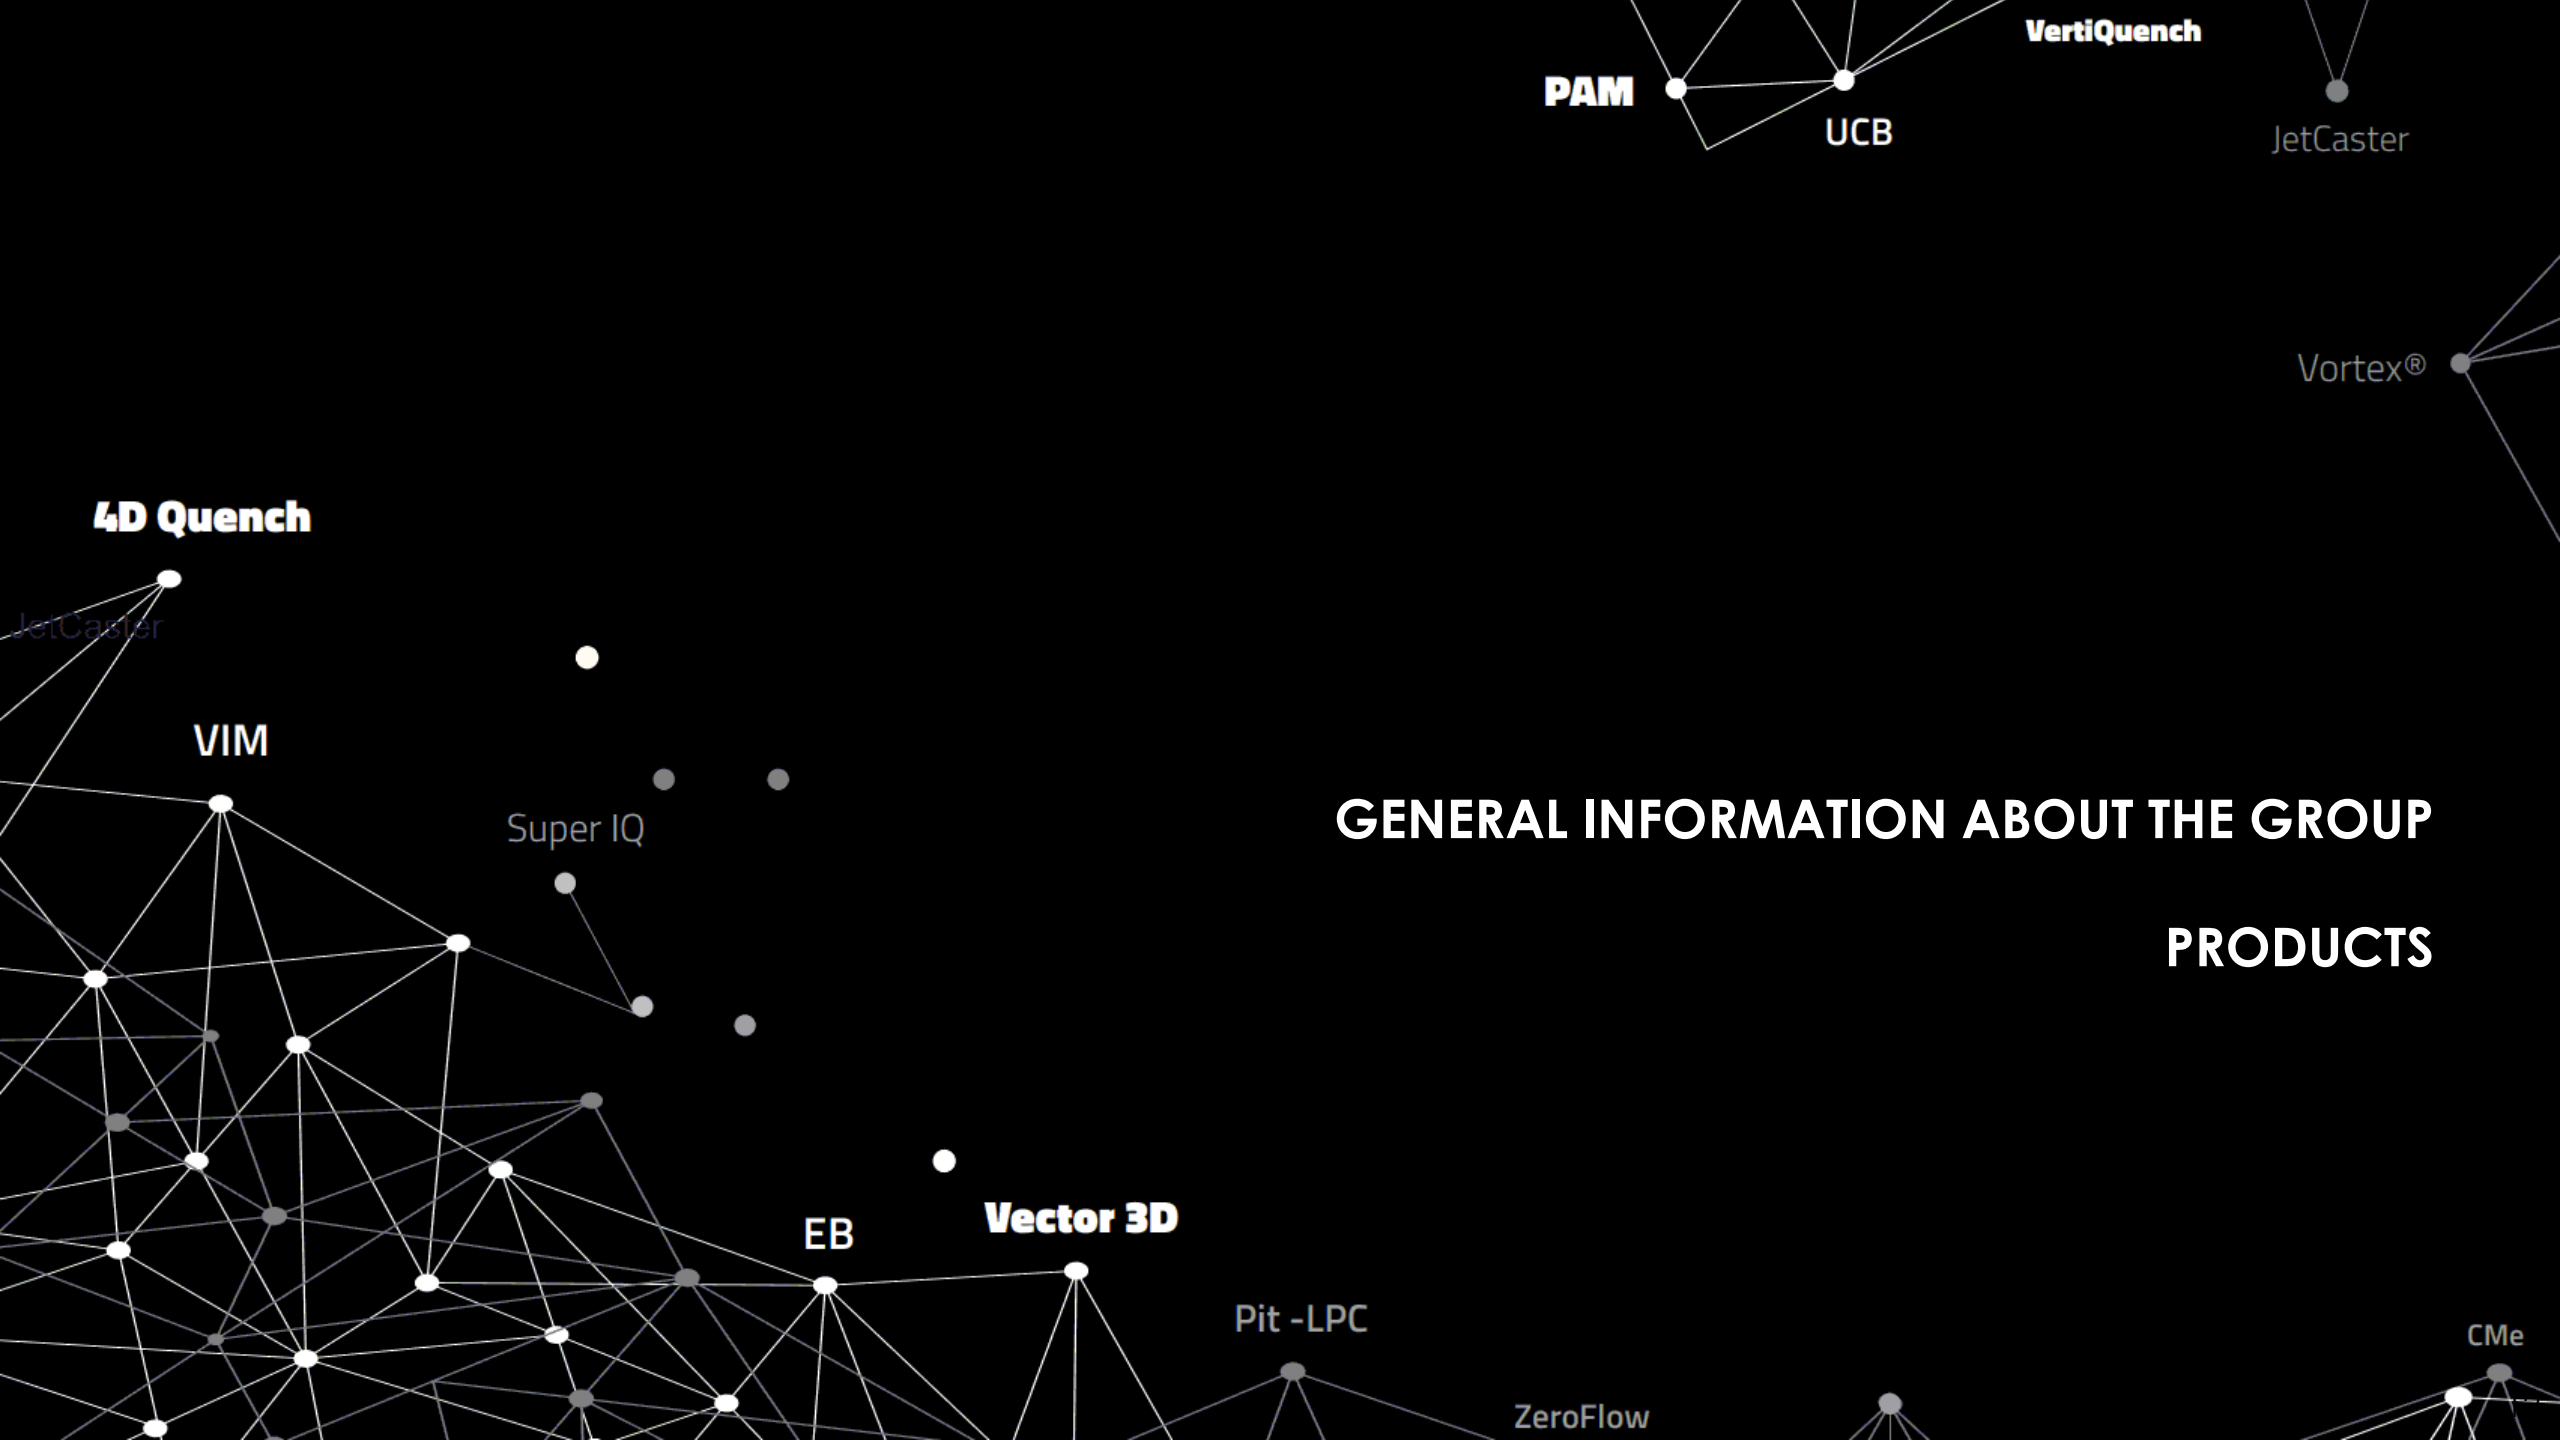 VertiQuench
PAM
UCB
JetCaster
Vortex®
4D Quench
JetCaster
VIM
Super IQ
GENERAL INFORMATION ABOUT THE GROUP
PRODUCTS
EB
Vector 3D
Pit -LPC
CMe
ZeroFlow